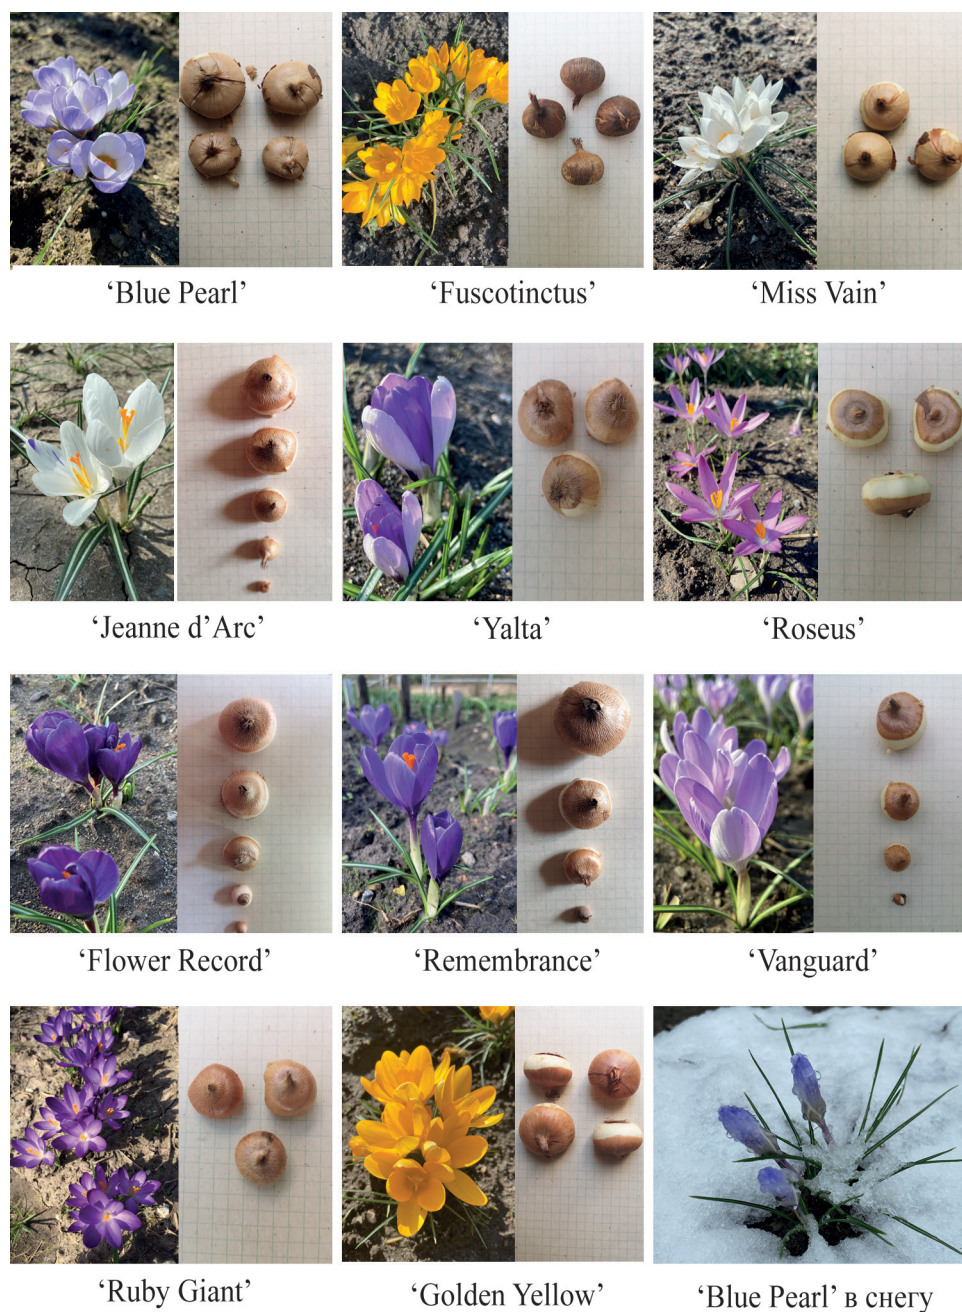 ‘Blue Pearl’
‘Fuscotinctus’
‘Miss Vain’
‘Jeanne d’Arc’
‘Yalta’
‘Roseus’
‘Flower Record’
‘Remembrance’
‘Vanguard’
‘Ruby Giant’
‘Golden Yellow’
‘Blue Pearl’ в снегу